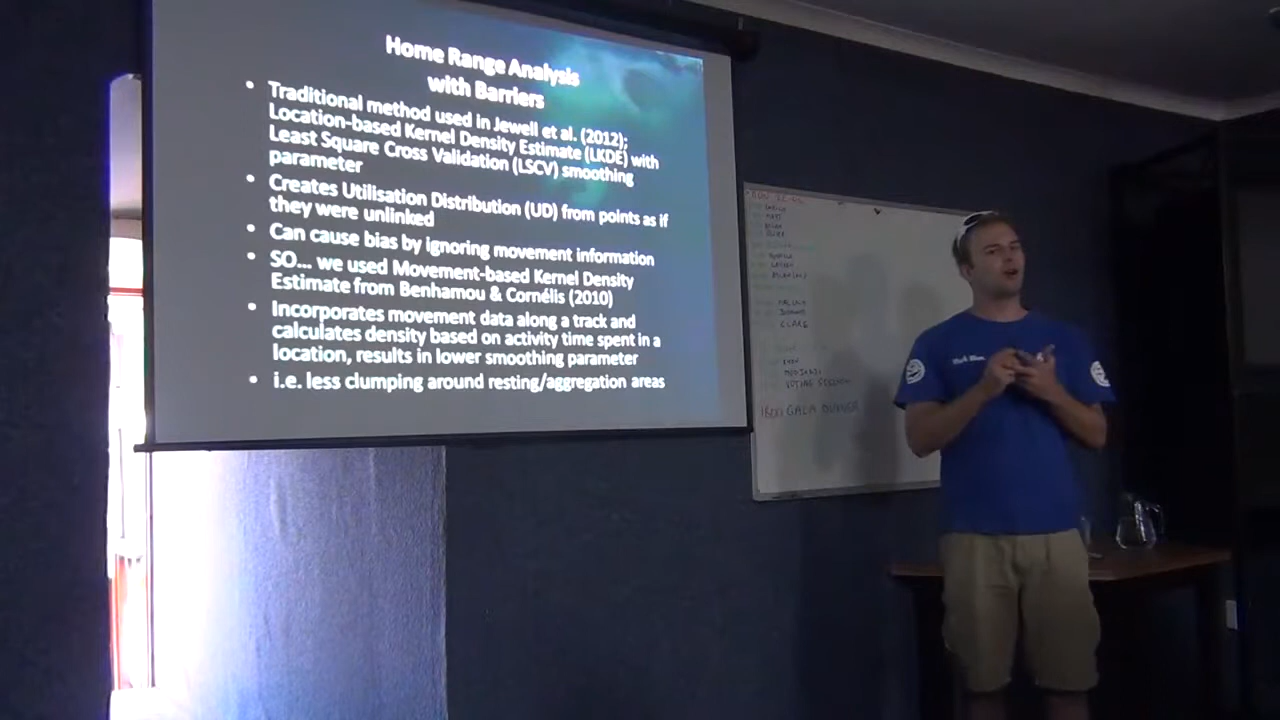 Home Range Analysis
with Barriers
• Traditional method used in Jewell et al. (2012);
Location-based Kernel Density Estimate (LKDE) with
Least Square Cross Validation (LSCV) smoothing
parameter
• Creates Utilisation Distribution (UD) from points as if
they were unlinked
• Can cause bias by ignoring movement information
• SO... we used Movement-based Kernel Density
Estimate from Benhamou & Cornélis (2010)
• Incorporates movement data along a track and
calculates density based on activity time spent in a
location, results in lower smoothing parameter
• i.e. less clumping around resting/aggregation areas
CLARE
VOTING
GALA DINNER